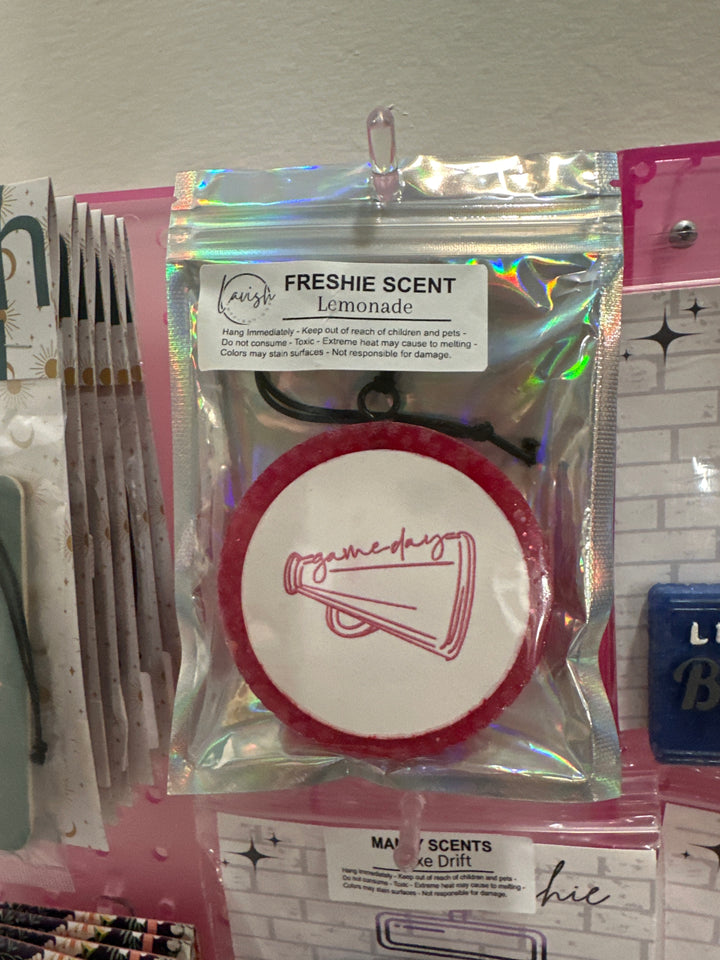 Lavish
FRESHIE SCENT
Lemonade
Hang Immediately - Keep out of reach of children and pets -
Do not consume - Toxic - Extreme heat may cause to melting -
Colors may stain surfaces - Not responsible for damage.
game day
SCENTS
Drift
Hang Immediately - Keep out of reach of children and pets -
Do not consume - Toxic - Extreme heat may cause to melting -
Colors may stain surfaces - Not responsible for damage.
hie
L
B